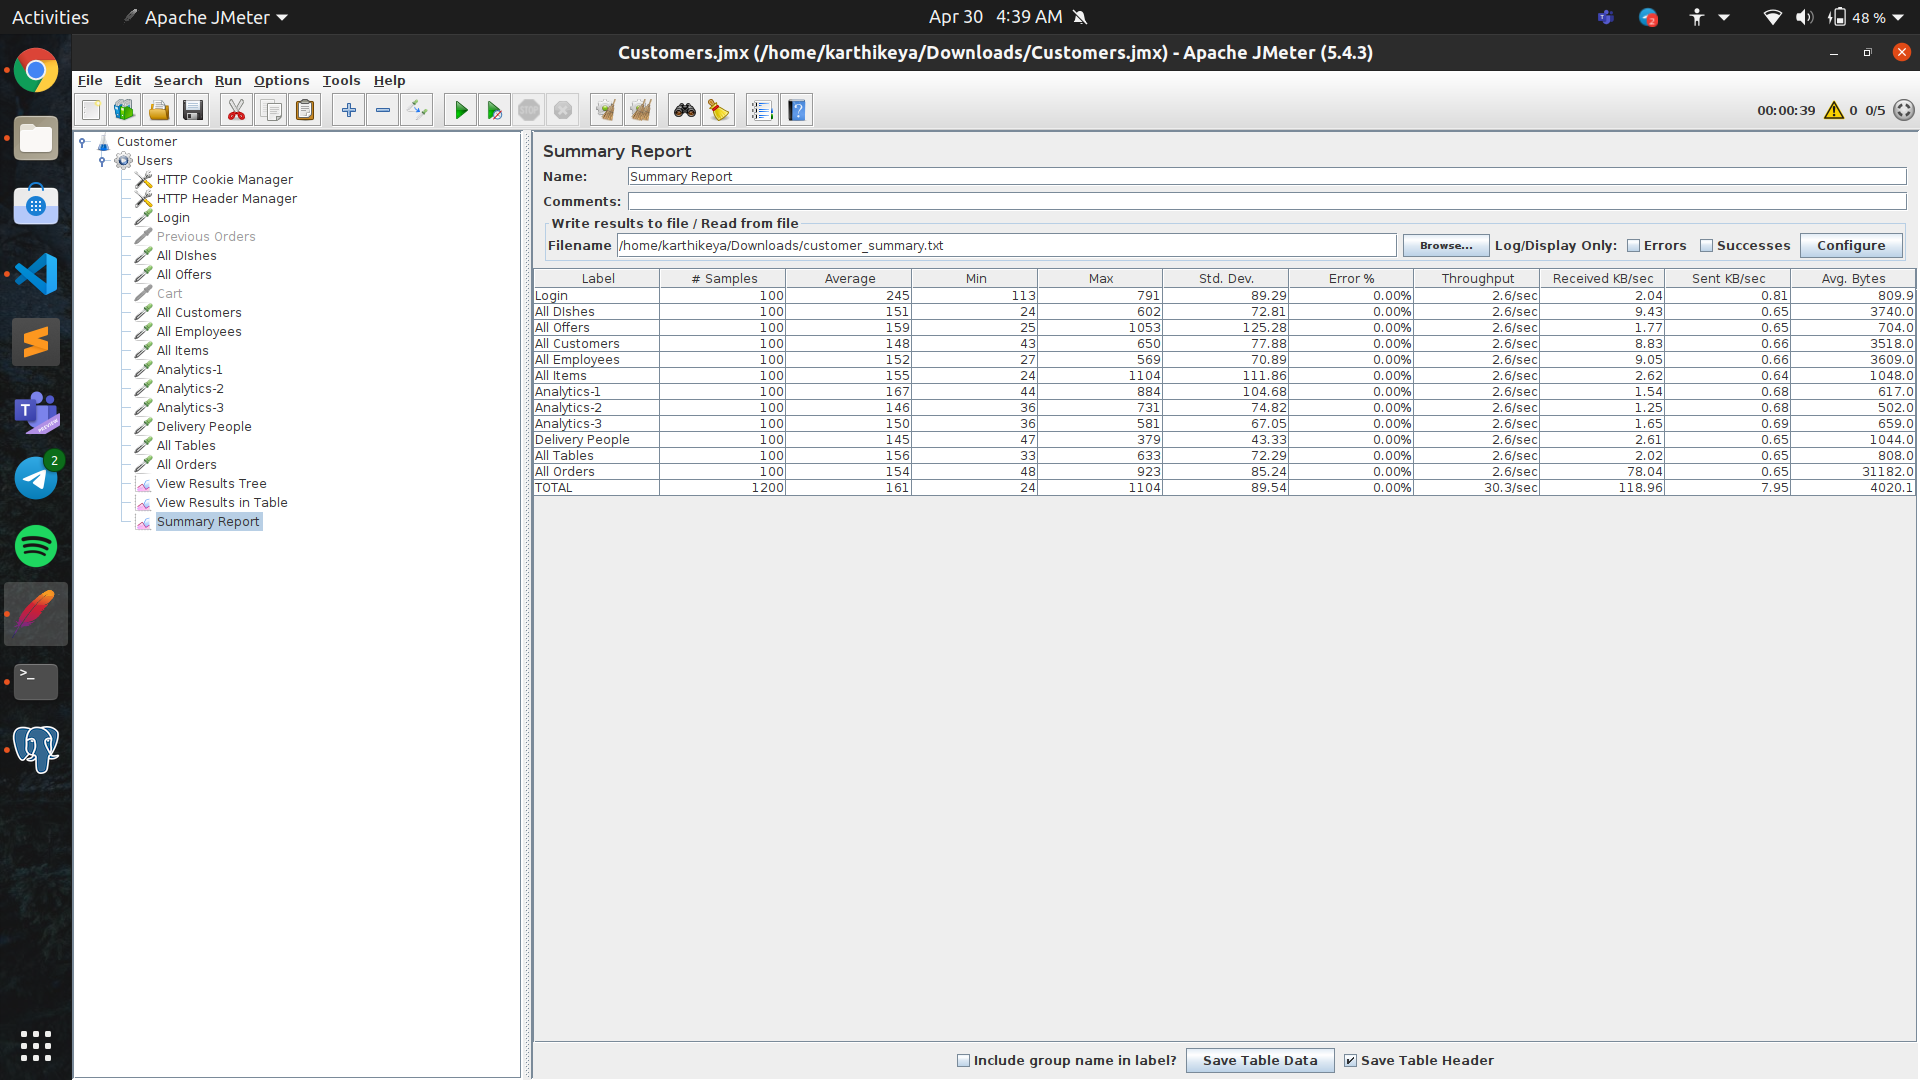 Activities Apache JMeter Apr 30 4:39 AM 2 48 %
Customers.jmx (/home/karthikeya/Downloads/Customers.jmx) - Apache JMeter (5.4.3)
File Edit Search Run Options Tools Help
00:00:39 0 0/5
Customer
Users
HTTP Cookie Manager
HTTP Header Manager
Login
Previous Orders
All DIshes
All Offers
Cart
All Customers
All Employees
All Items
Analytics-1
Analytics-2
Analytics-3
Delivery People
All Tables
All Orders
View Results Tree
View Results in Table
Summary Report
T
PREVIEW
2
>_
Summary Report
Name: Summary Report
Comments:
Write results to file / Read from file
Filename /home/karthikeya/Downloads/customer_summary.txt Browse... Log/Display Only: Errors Successes Configure
Label # Samples Average Min Max Std. Dev. Error % Throughput Received KB/sec Sent KB/sec Avg. Bytes
Login 100 245 113 791 89.29 0.00% 2.6/sec 2.04 0.81 809.9
All DIshes 100 151 24 602 72.81 0.00% 2.6/sec 9.43 0.65 3740.0
All Offers 100 159 25 1053 125.28 0.00% 2.6/sec 1.77 0.65 704.0
All Customers 100 148 43 650 77.88 0.00% 2.6/sec 8.83 0.66 3518.0
All Employees 100 152 27 569 70.89 0.00% 2.6/sec 9.05 0.66 3609.0
All Items 100 155 24 1104 111.86 0.00% 2.6/sec 2.62 0.64 1048.0
Analytics-1 100 167 44 884 104.68 0.00% 2.6/sec 1.54 0.68 617.0
Analytics-2 100 146 36 731 74.82 0.00% 2.6/sec 1.25 0.68 502.0
Analytics-3 100 150 36 581 67.05 0.00% 2.6/sec 1.65 0.69 659.0
Delivery People 100 145 47 379 43.33 0.00% 2.6/sec 2.61 0.65 1044.0
All Tables 100 156 33 633 72.29 0.00% 2.6/sec 2.02 0.65 808.0
All Orders 100 154 48 923 85.24 0.00% 2.6/sec 78.04 0.65 31182.0
TOTAL 1200 161 24 1104 89.54 0.00% 30.3/sec 118.96 7.95 4020.1
Include group name in label? Save Table Data Save Table Header